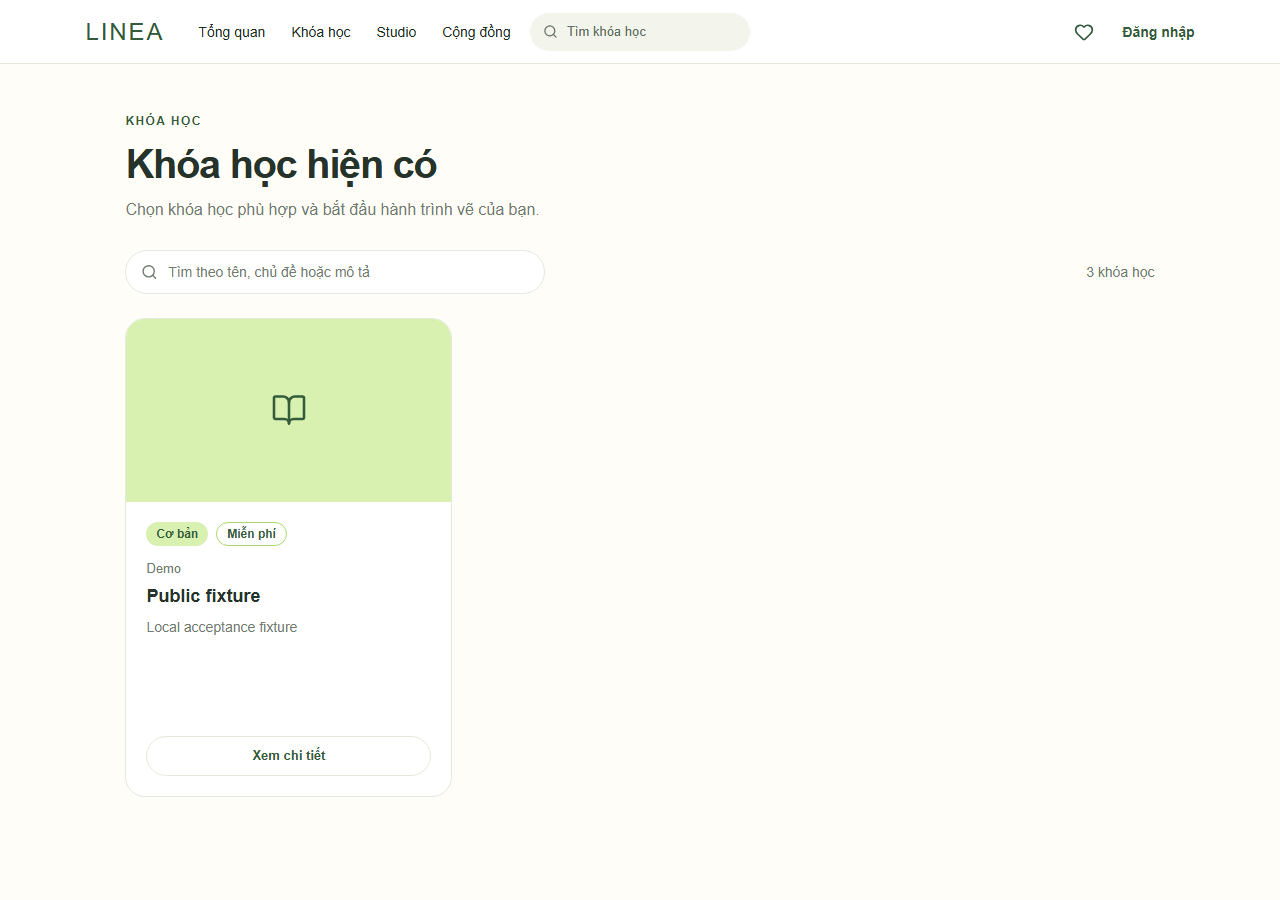 LINEA
Tổng quan
Khóa học
Studio
Cộng đồng
Tìm khóa học
Đăng nhập
KHÓA HỌC
Khóa học hiện có
Chọn khóa học phù hợp và bắt đầu hành trình vẽ của bạn.
Tìm theo tên, chủ đề hoặc mô tả
3 khóa học
Cơ bản
Miễn phí
Demo
Public fixture
Local acceptance fixture
Xem chi tiết